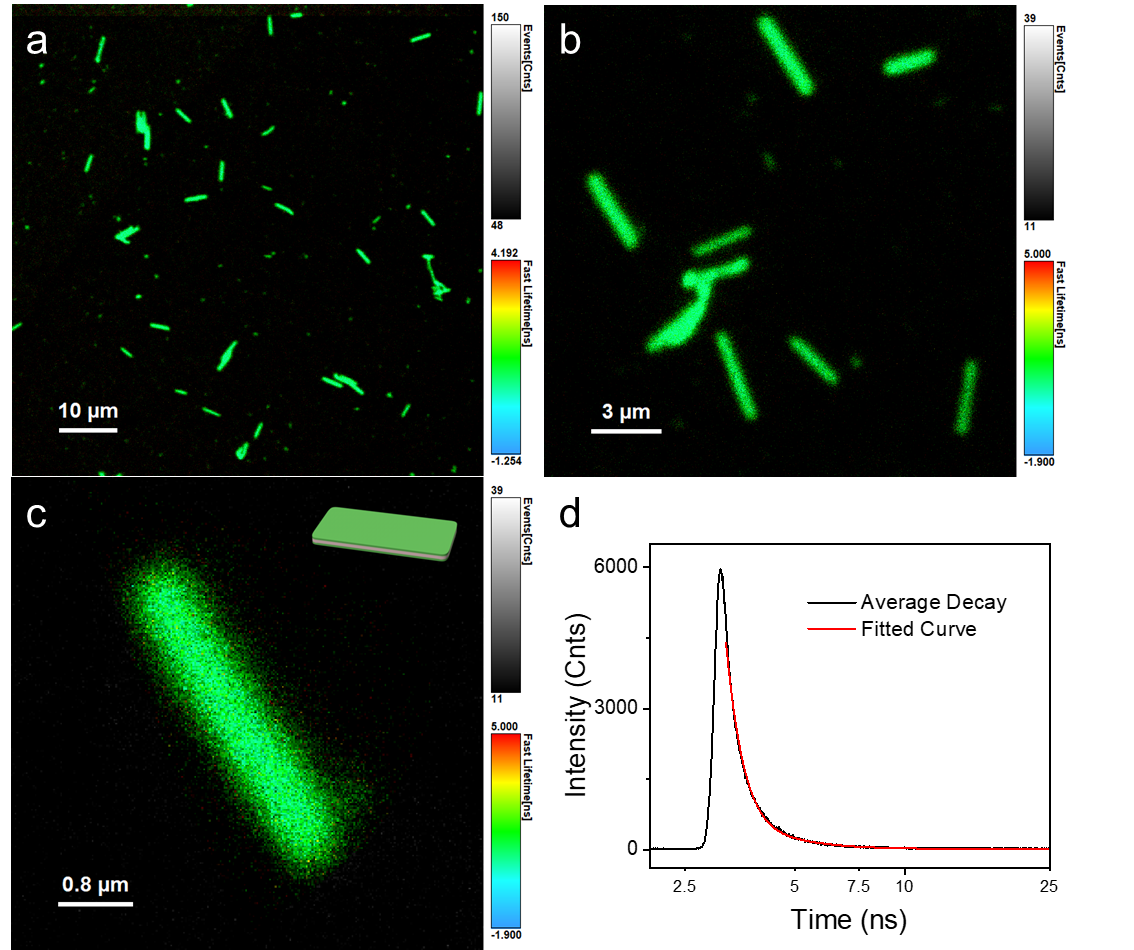 a
150
Events[Cnts]
48
4.192
Fast Lifetime[ns]
-1.254
10 µm
b
39
Events[Cnts]
11
5.000
Fast Lifetime[ns]
-1.900
3 µm
c
39
Events[Cnts]
11
5.000
Fast Lifetime[ns]
-1.900
0.8 µm
d
Intensity (Cnts)
6000
3000
0
Average Decay
Fitted Curve
2.5 5 7.5 10 25
Time (ns)